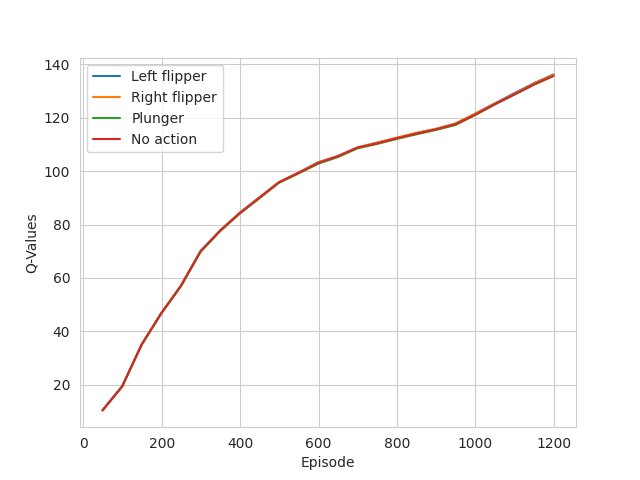 140
120
100
80
60
40
20
Q-Values
Left flipper
Right flipper
Plunger
No action
0 200 400 600 800 1000 1200
Episode